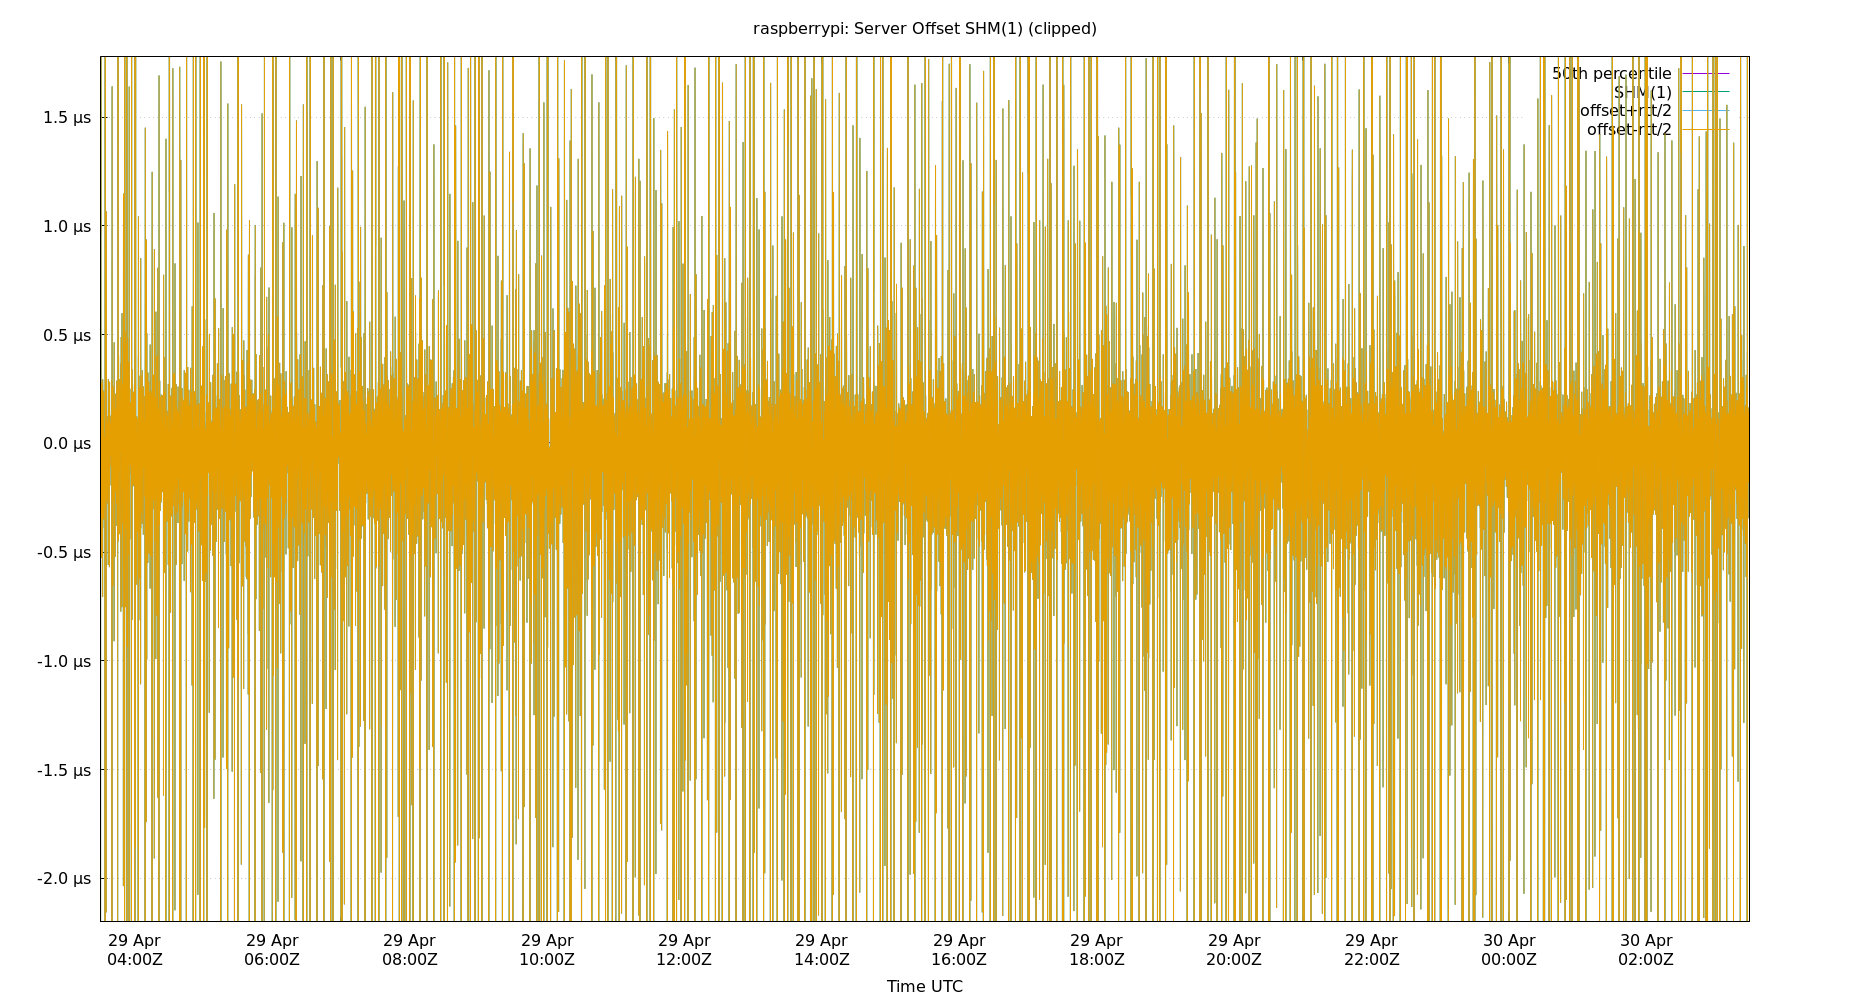 raspberrypi: Server Offset SHM(1) (clipped)
50th percentile
SHM(1)
offset+rtt/2
offset-rtt/2
1.5 µs
1.0 µs
0.5 µs
0.0 µs
-0.5 µs
-1.0 µs
-1.5 µs
-2.0 µs
29 Apr 29 Apr 29 Apr 29 Apr 29 Apr 29 Apr 29 Apr 29 Apr 29 Apr 29 Apr 30 Apr 30 Apr
04:00Z 06:00Z 08:00Z 10:00Z 12:00Z 14:00Z 16:00Z 18:00Z 20:00Z 22:00Z 00:00Z 02:00Z
Time UTC